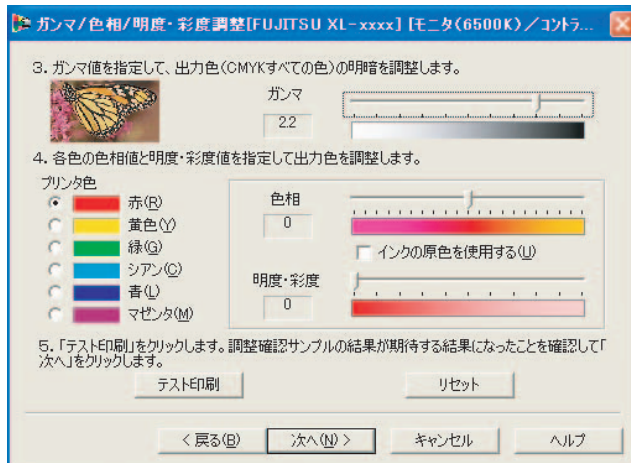 ガンマ/色相/明度・彩度調整[FUJITSU XL-xxxx] [モニタ(6500K)／コントラ...
3. ガンマ値を指定して、出力色(CMYKすべての色)の明暗を調整します。
ガンマ
2.2
4. 各色の色相値と明度・彩度値を指定して出力色を調整します。
プリンタ色
赤(R)
黄色(Y)
緑(G)
シアン(C)
青(L)
マゼンタ(M)
色相
0
インクの原色を使用する(U)
明度・彩度
0
5. 「テスト印刷」をクリックします。調整確認サンプルの結果が期待する結果になったことを確認して「
次へ」をクリックします。
テスト印刷
リセット
< 戻る(B)
次へ(N) >
キャンセル
ヘルプ